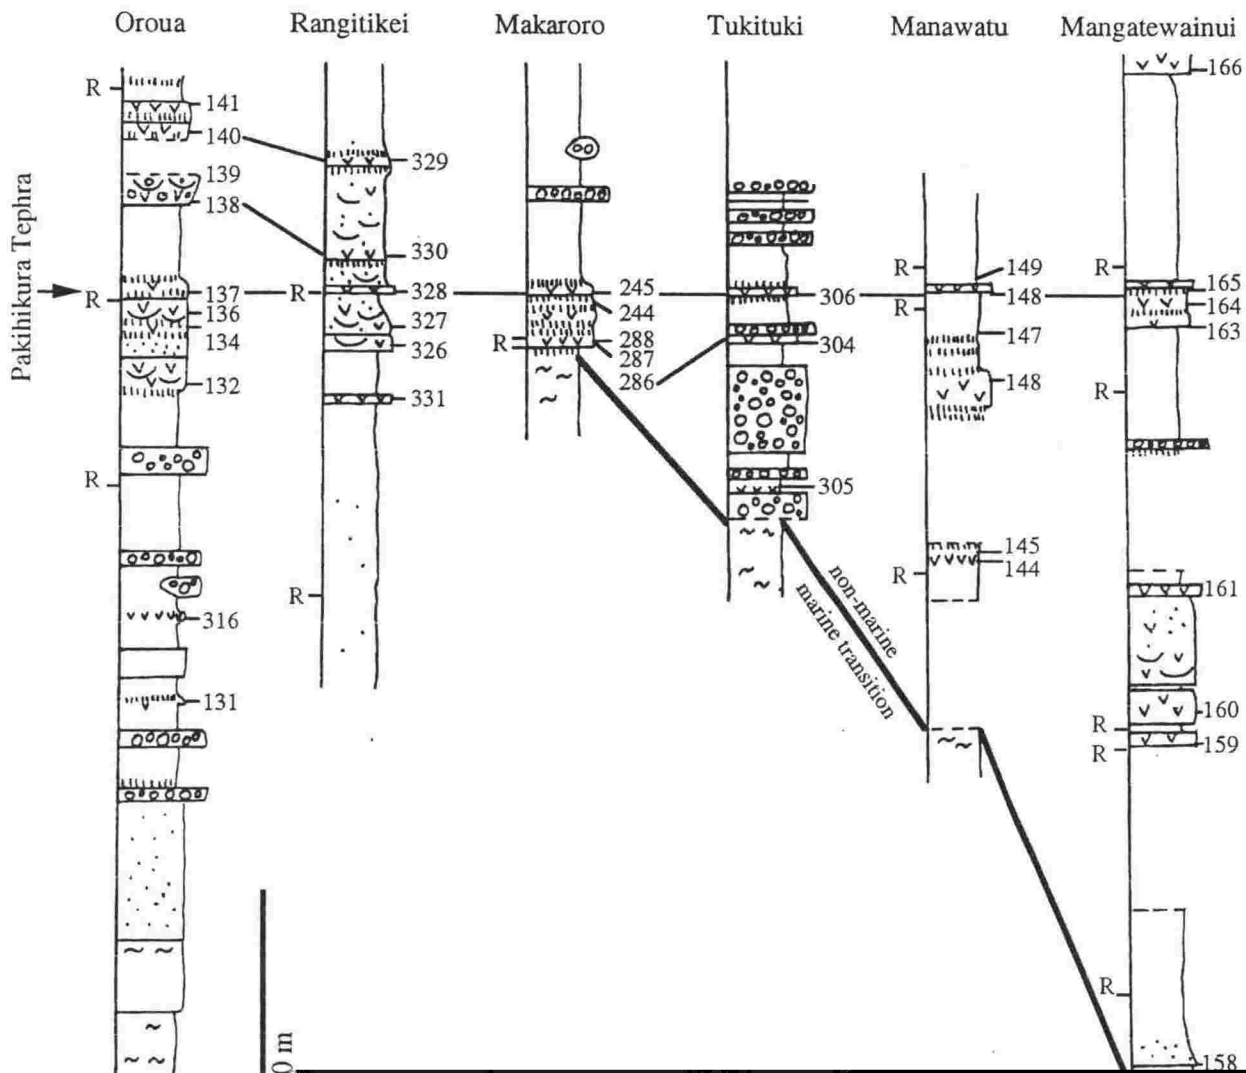 Oroua
Rangitikei
Makaroro
Tukituki
Manawatu
Mangatewainui
Pakihikura Tephra
R
141
140
139
138
R
137
136
134
132
R
316
131
329
330
R
328
327
326
331
R
245
244
R
288
287
286
306
304
305
R
149
148
R
147
148
145
144
R
166
R
165
164
163
R
161
160
R
159
R
R
158
non-marine
marine transition
0 m